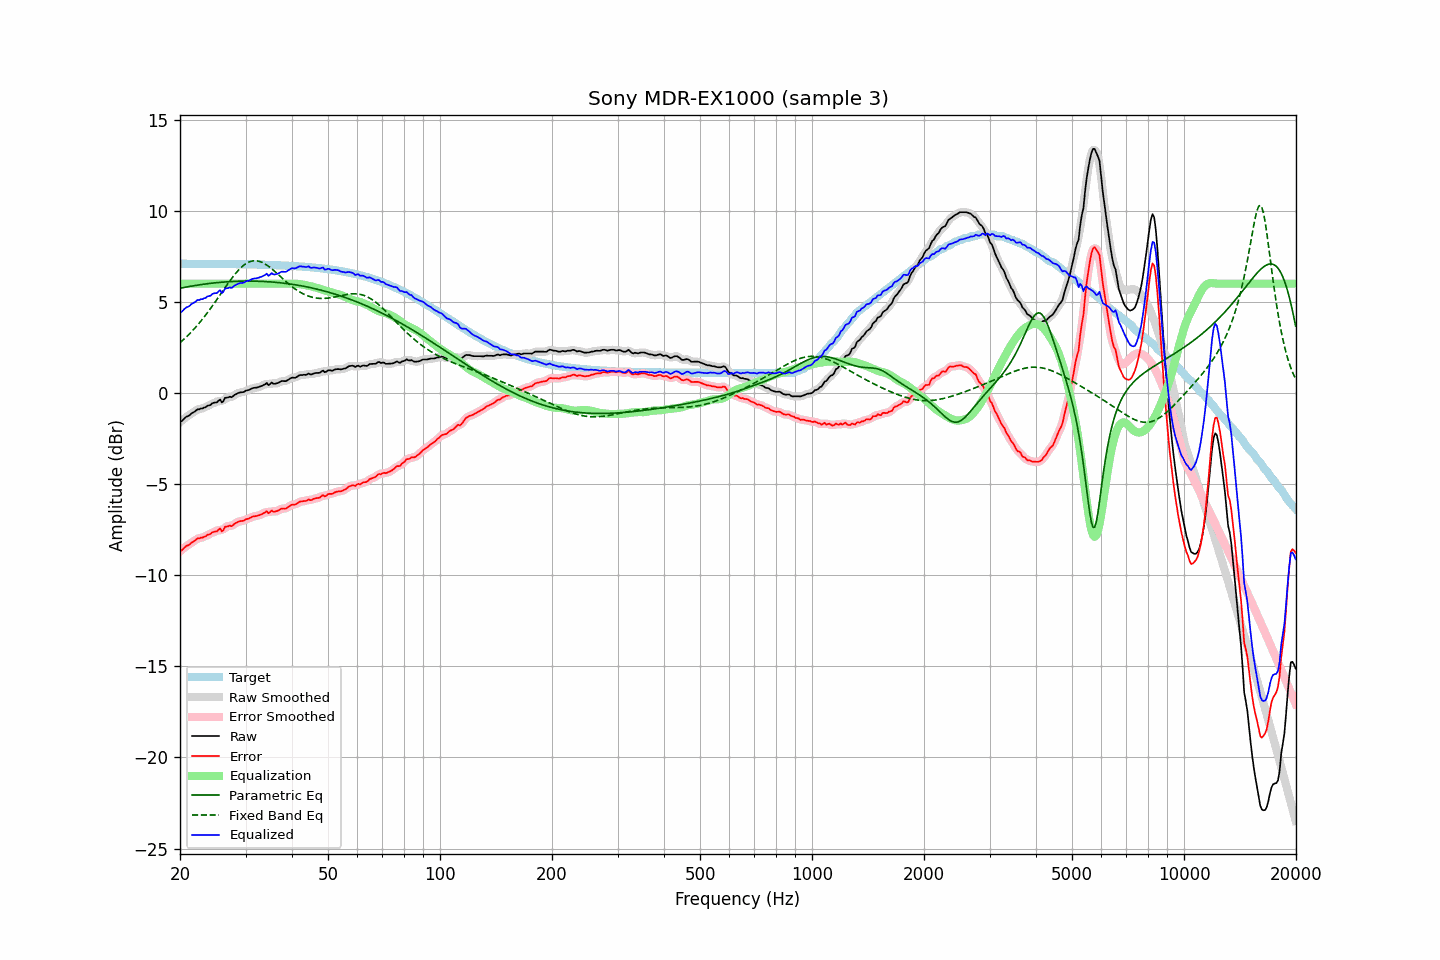 Sony MDR-EX1000 (sample 3)
Amplitude (dBr)
15
10
5
0
−5
−10
−15
−20
−25
Target
Raw Smoothed
Error Smoothed
Raw
Error
Equalization
Parametric Eq
Fixed Band Eq
Equalized
20 50 100 200 500 1000 2000 5000 10000 20000
Frequency (Hz)